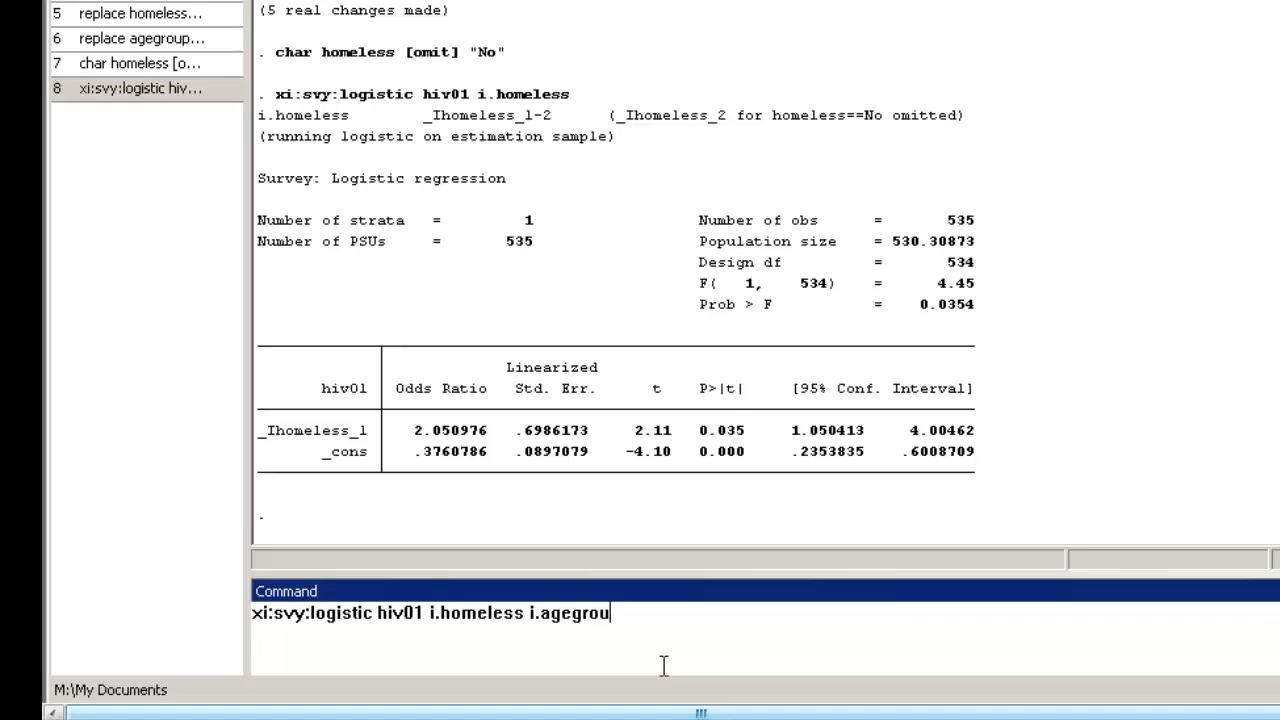 5 replace homeless...
6 replace agegroup...
7 char homeless [o...
8 xi:svy:logistic hiv...
(5 real changes made)
. char homeless [omit] "No"
. xi:svy:logistic hiv01 i.homeless
i.homeless _Ihomeless_1-2 (_Ihomeless_2 for homeless==No omitted)
(running logistic on estimation sample)
Survey: Logistic regression
Number of strata = 1 Number of obs = 535
Number of PSUs = 535 Population size = 530.30873
Design df = 534
F( 1, 534) = 4.45
Prob > F = 0.0354
Linearized
hiv01 Odds Ratio Std. Err. t P>|t| [95% Conf. Interval]
_Ihomeless_1 2.050976 .6986173 2.11 0.035 1.050413 4.00462
_cons .3760786 .0897079 -4.10 0.000 .2353835 .6008709
.
Command
xi:svy:logistic hiv01 i.homeless i.agegrou
M:\My Documents